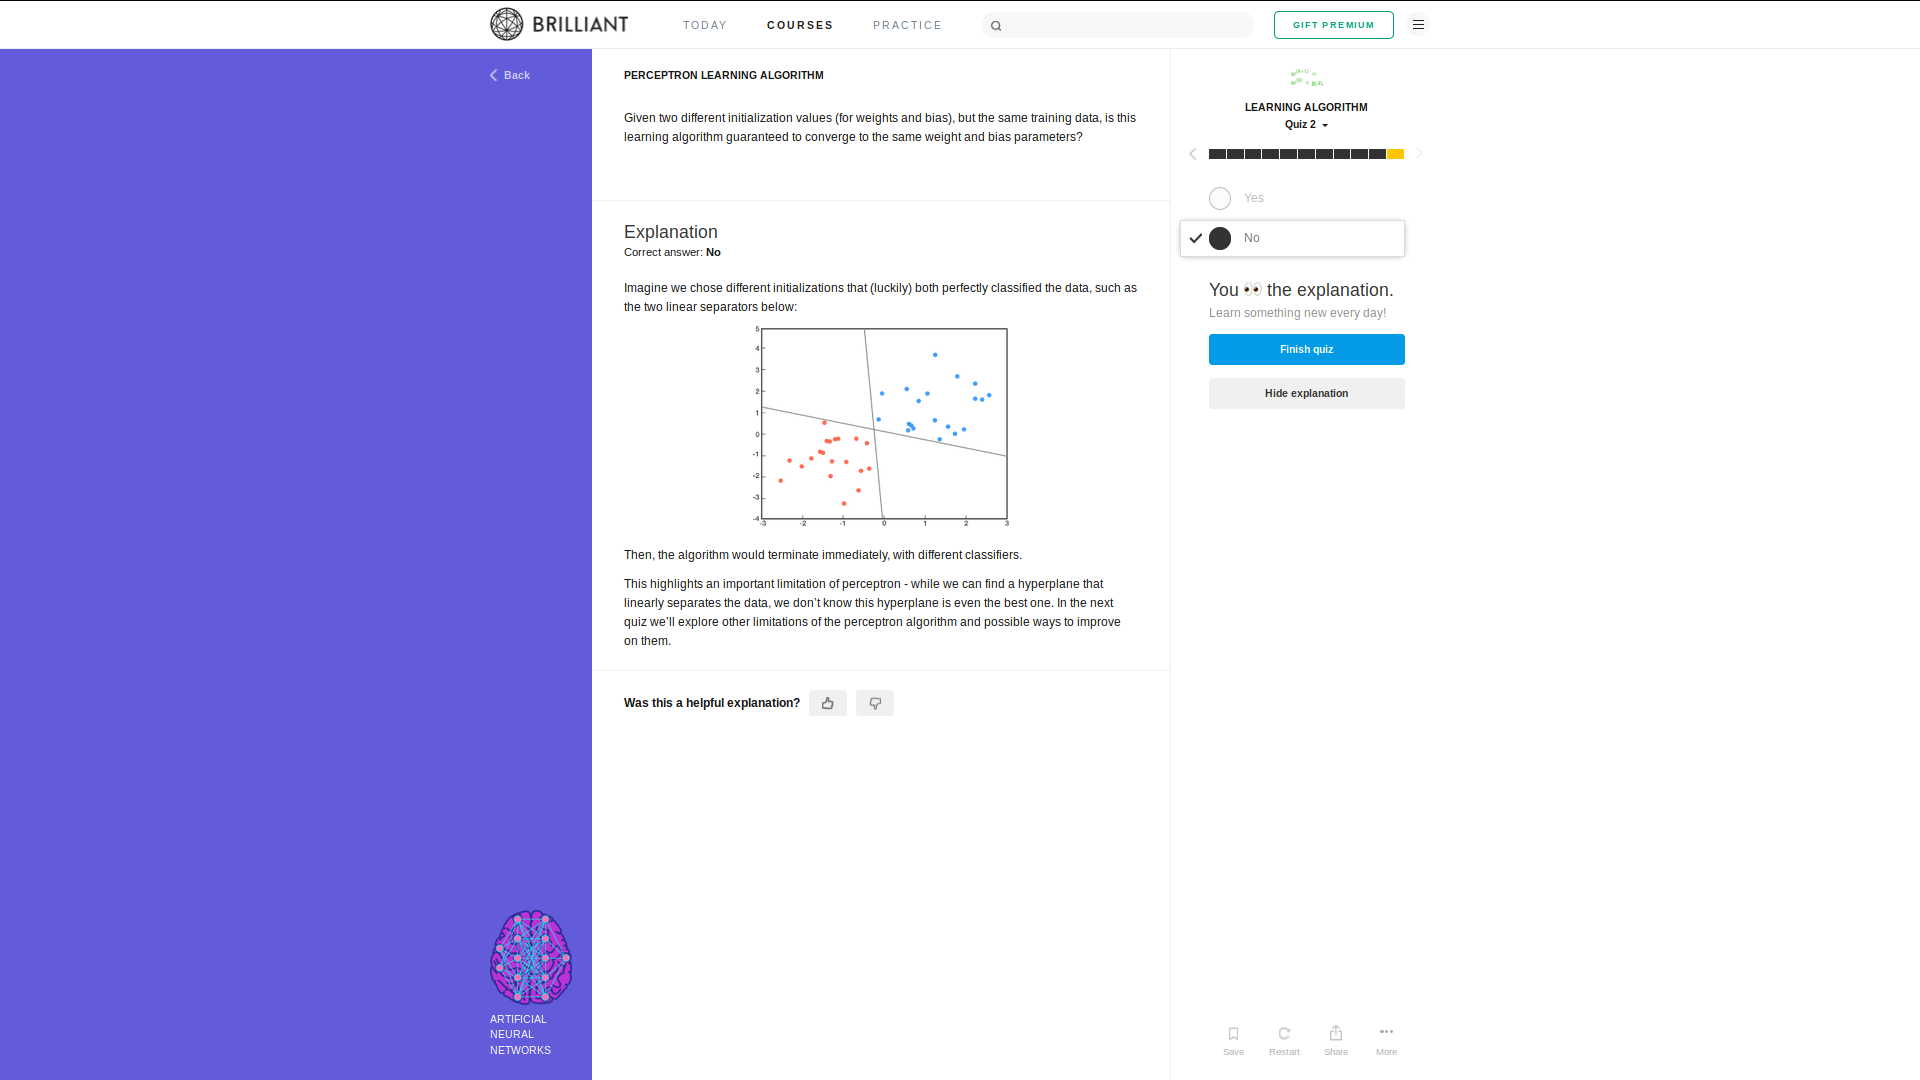 BRILLIANT
TODAY
COURSES
PRACTICE
GIFT PREMIUM
Back
PERCEPTRON LEARNING ALGORITHM
Given two different initialization values (for weights and bias), but the same training data, is this
learning algorithm guaranteed to converge to the same weight and bias parameters?
Explanation
Correct answer: No
Imagine we chose different initializations that (luckily) both perfectly classified the data, such as
the two linear separators below:
5
4
3
2
1
0
-1
-2
-3
-4
-3 -2 -1 0 1 2 3
Then, the algorithm would terminate immediately, with different classifiers.
This highlights an important limitation of perceptron - while we can find a hyperplane that
linearly separates the data, we don’t know this hyperplane is even the best one. In the next
quiz we’ll explore other limitations of the perceptron algorithm and possible ways to improve
on them.
Was this a helpful explanation?
LEARNING ALGORITHM
Quiz 2
Yes
No
You 👀 the explanation.
Learn something new every day!
Finish quiz
Hide explanation
Save
Restart
Share
More
ARTIFICIAL
NEURAL
NETWORKS